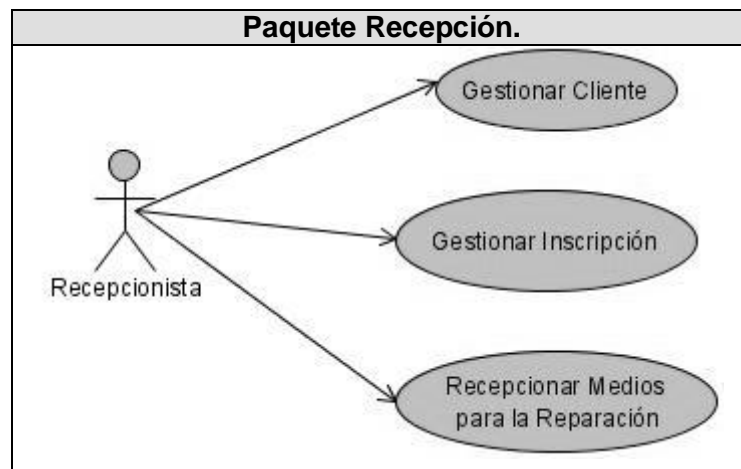 Paquete Recepción.
Gestionar Cliente
Gestionar Inscripción
Recepcionista
Recepcionar Medios
para la Reparación